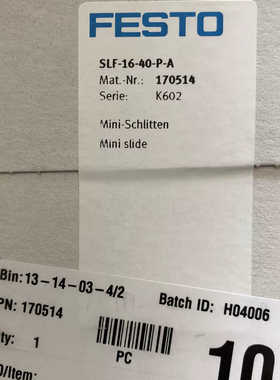 FESTO
SLF-16-40-P-A
Mat.-Nr.: 170514
Serie: K602
Mini-Schlitten
Mini slide
Bin: 13-14-03-4/2
PN: 170514
Batch ID: H04006
ty: 1
PC
10
D/Item: